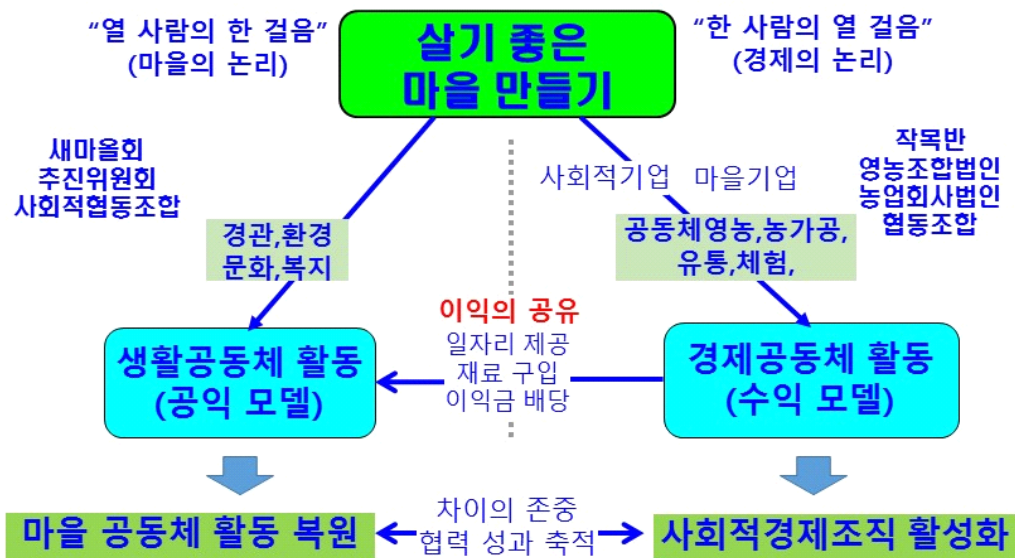 “열 사람의 한 걸음”
(마을의 논리)
살기 좋은
마을 만들기
“한 사람의 열 걸음”
(경제의 논리)
새마을회
추진위원회
사회적협동조합
사회적기업 마을기업
작목반
영농조합법인
농업회사법인
협동조합
경관,환경
문화,복지
공동체영농,농가공,
유통,체험,
이익의 공유
일자리 제공
재료 구입
이익금 배당
생활공동체 활동
(공익 모델)
경제공동체 활동
(수익 모델)
마을 공동체 활동 복원
차이의 존중
협력 성과 축적
사회적경제조직 활성화